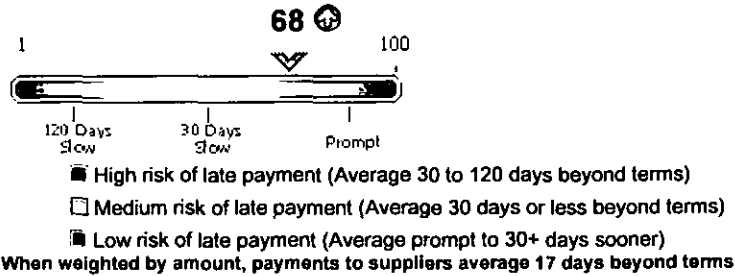 68
1 100
120 Days Slow
30 Days Slow
Prompt
High risk of late payment (Average 30 to 120 days beyond terms)
Medium risk of late payment (Average 30 days or less beyond terms)
Low risk of late payment (Average prompt to 30+ days sooner)
When weighted by amount, payments to suppliers average 17 days beyond terms